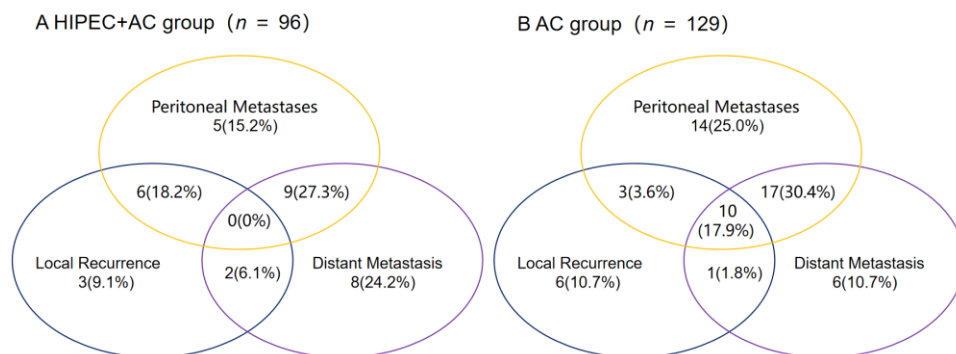 A HIPEC+AC group (n = 96)
Peritoneal Metastases
5(15.2%)
6(18.2%)
9(27.3%)
0(0%)
Local Recurrence
3(9.1%)
2(6.1%)
Distant Metastasis
8(24.2%)
B AC group (n = 129)
Peritoneal Metastases
14(25.0%)
3(3.6%)
17(30.4%)
10
(17.9%)
Local Recurrence
6(10.7%)
1(1.8%)
Distant Metastasis
6(10.7%)